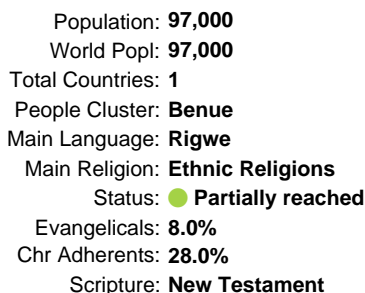 Population: 97,000
World Popl: 97,000
Total Countries: 1
People Cluster: Benue
Main Language: Rigwe
Main Religion: Ethnic Religions
Status: Partially reached
Evangelicals: 8.0%
Chr Adherents: 28.0%
Scripture: New Testament